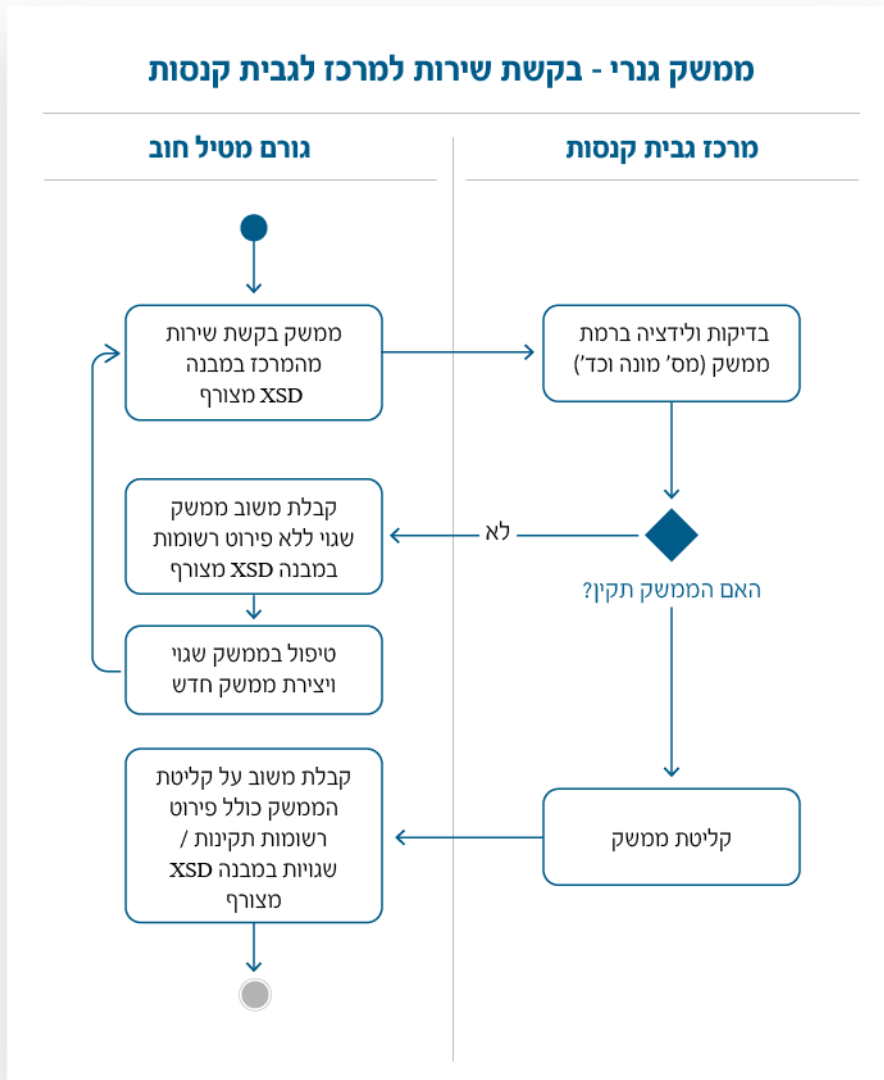 ממשק גנרי - בקשת שירות למרכז לגבית קנסות
מרכז גבית קנסות
גורם מטיל חוב
ממשק בקשת שירות
מהמרכז במבנה
XSD מצורף
בדיקות ולידציה ברמת
ממשק (מס׳ מונה וכד׳)
האם הממשק תקין?
לא
קבלת משוב ממשק
שגוי ללא פירוט רשומות
במבנה XSD מצורף
טיפול בממשק שגוי
ויצירת ממשק חדש
קליטת ממשק
קבלת משוב על קליטת
הממשק כולל פירוט
רשומות תקינות /
שגויות במבנה XSD
מצורף